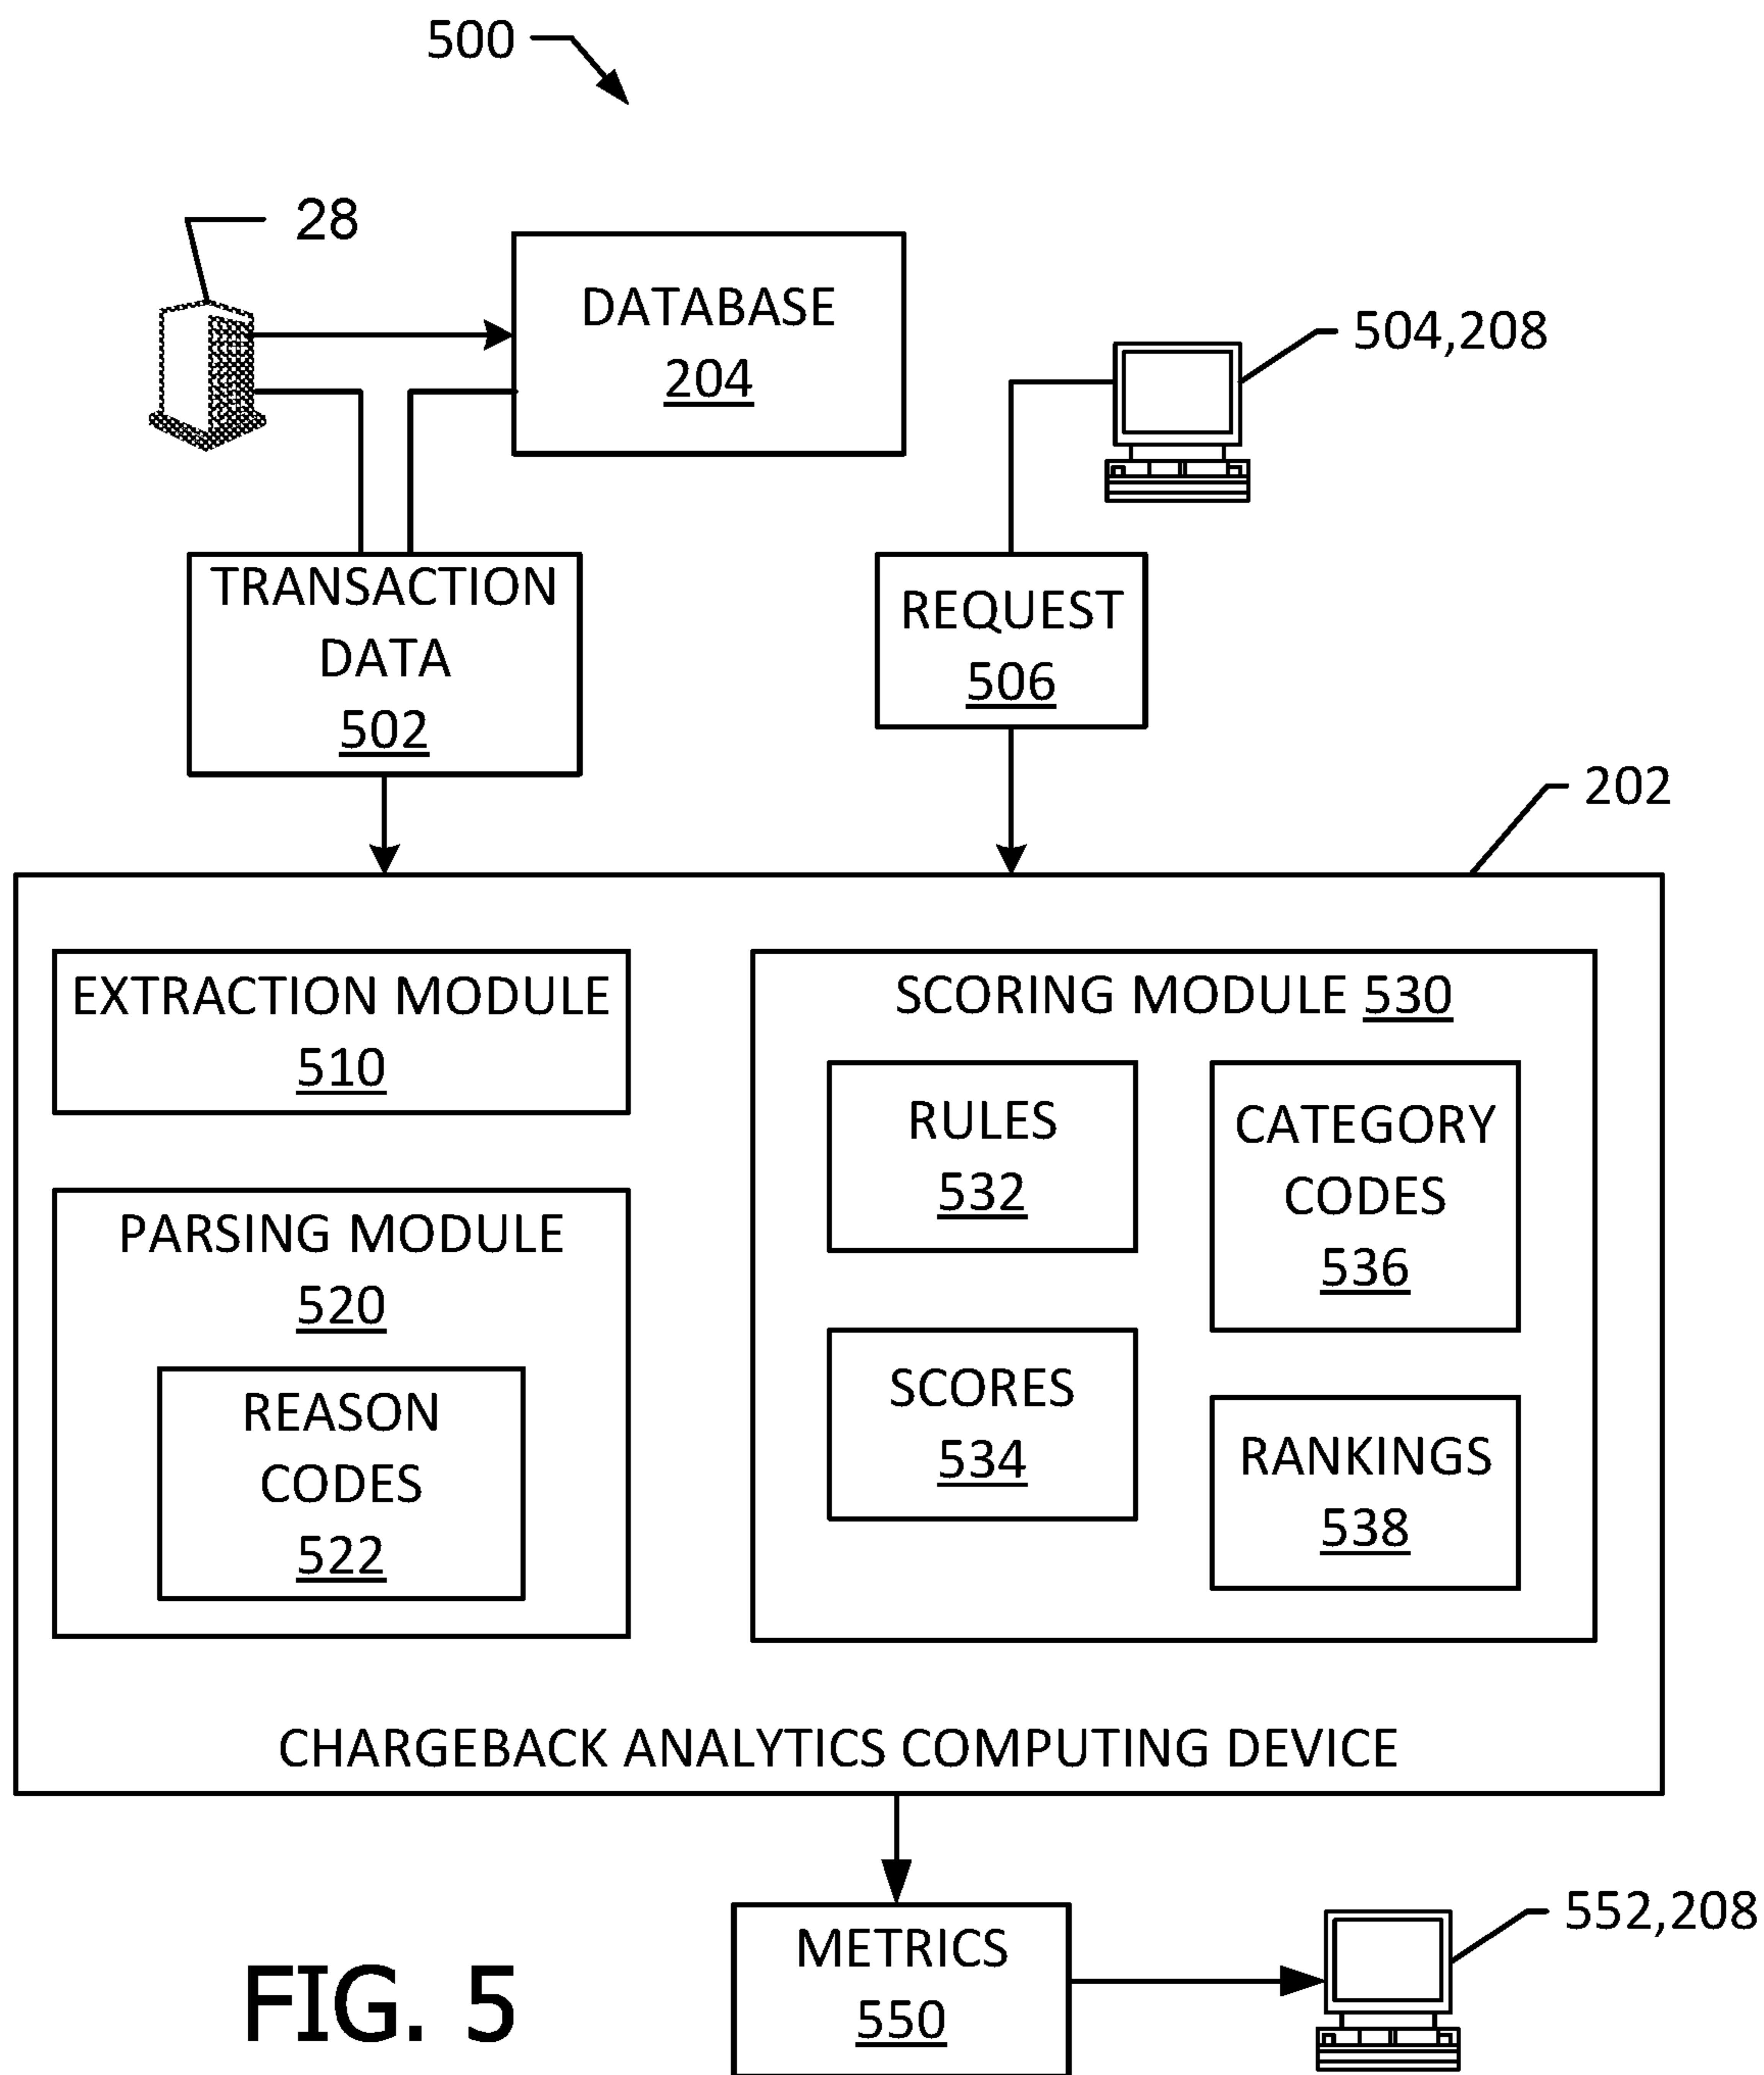 500
28
DATABASE
204
504,208
TRANSACTION
DATA
502
REQUEST
506
202
EXTRACTION MODULE
510
PARSING MODULE
520
REASON
CODES
522
SCORING MODULE 530
RULES
532
CATEGORY
CODES
536
SCORES
534
RANKINGS
538
CHARGEBACK ANALYTICS COMPUTING DEVICE
METRICS
550
552,208
FIG. 5